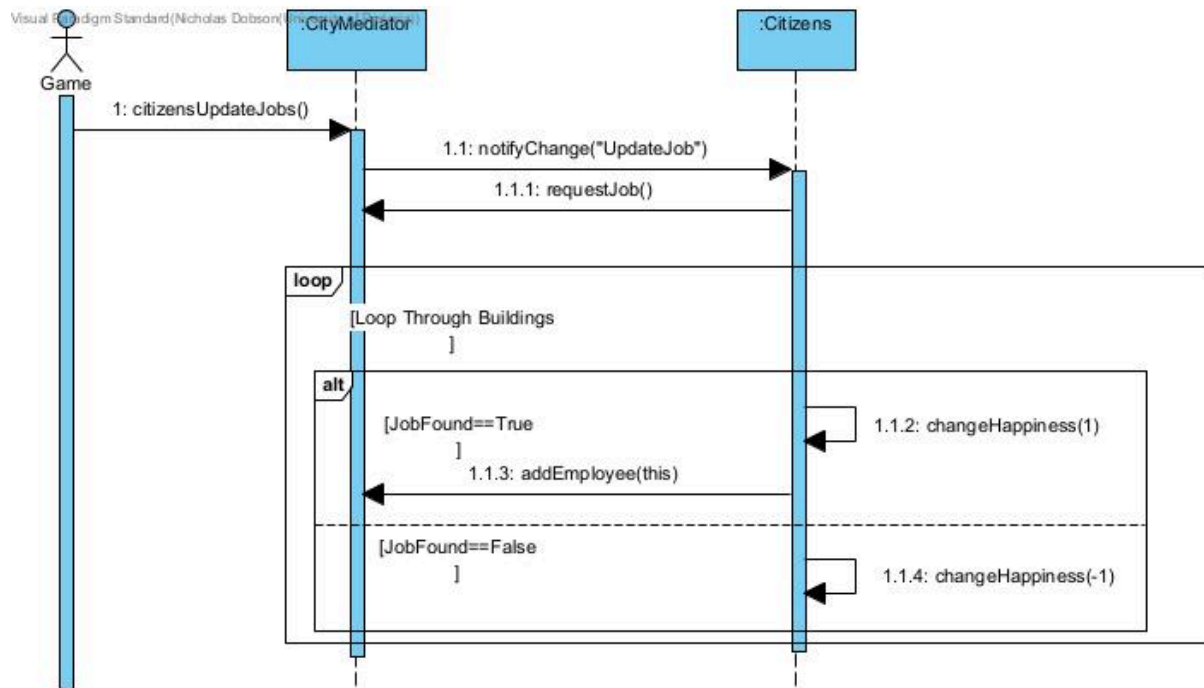 Visual Paradigm Standard(Nicholas Dobson(
:CityMediator
:Citizens
Game
1: citizensUpdateJobs()
1.1: notifyChange("UpdateJob")
1.1.1: requestJob()
loop
[Loop Through Buildings
]
alt
[JobFound==True
]
1.1.2: changeHappiness(1)
1.1.3: addEmployee(this)
[JobFound==False
]
1.1.4: changeHappiness(-1)